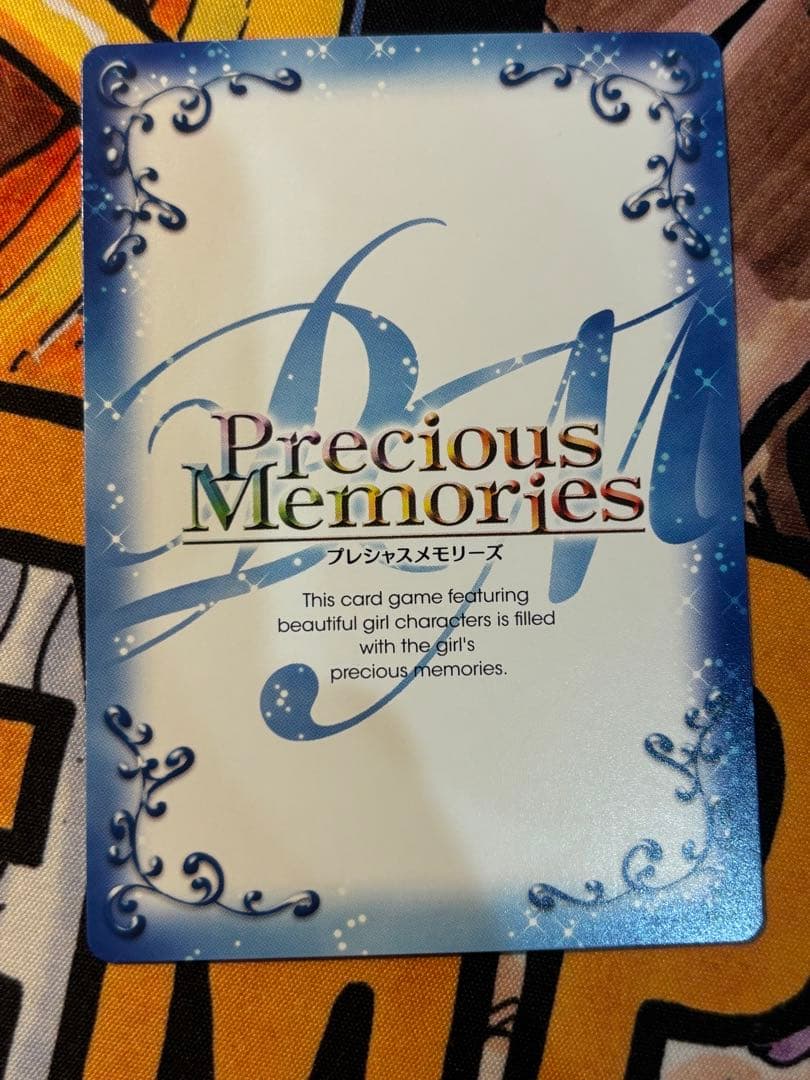 Precious
Memories
プレシャスメモリーズ
This card game featuring
beautiful girl characters is filled
with the girl's
precious memories.